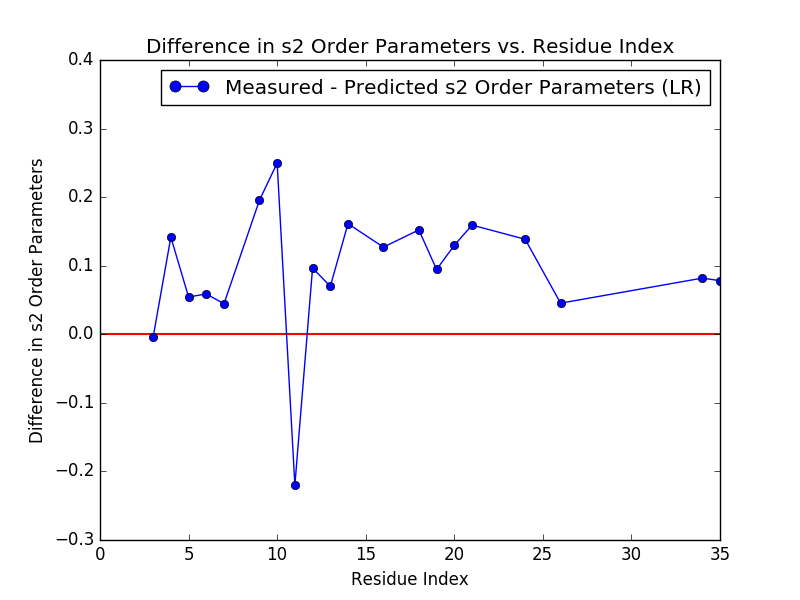 Difference in s2 Order Parameters vs. Residue Index
Measured - Predicted s2 Order Parameters (LR)
Difference in s2 Order Parameters
0.4
0.3
0.2
0.1
0.0
−0.1
−0.2
−0.3
0 5 10 15 20 25 30 35
Residue Index